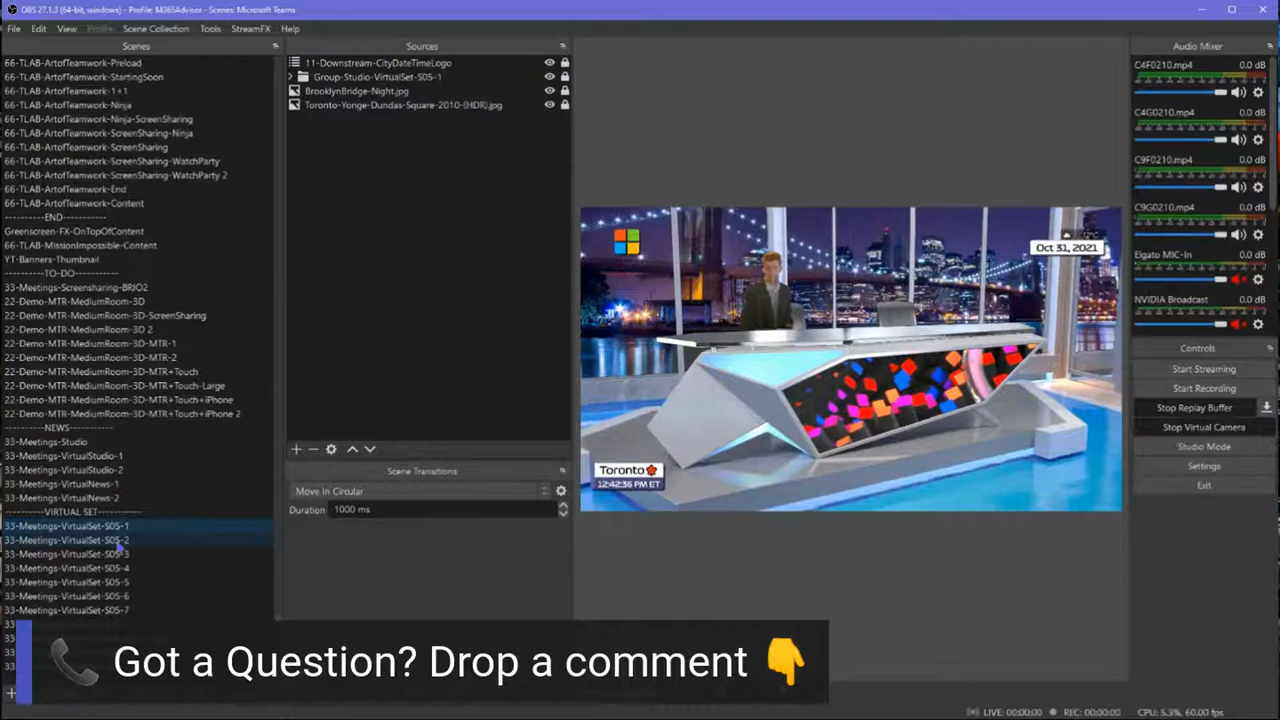 OBS 27.1.3 (64-bit, windows) - Profile: M365Advisor - Scenes: Microsoft Teams
File Edit View Profile Scene Collection Tools StreamFX Help
Scenes
66-TLAB-ArtofTeamwork-Preload
66-TLAB-ArtofTeamwork-StartingSoon
66-TLAB-ArtofTeamwork-1+1
66-TLAB-ArtofTeamwork-Ninja
66-TLAB-ArtofTeamwork-Ninja-ScreenSharing
66-TLAB-ArtofTeamwork-ScreenSharing-Ninja
66-TLAB-ArtofTeamwork-ScreenSharing
66-TLAB-ArtofTeamwork-ScreenSharing-WatchParty
66-TLAB-ArtofTeamwork-ScreenSharing-WatchParty 2
66-TLAB-ArtofTeamwork-End
66-TLAB-ArtofTeamwork-Content
----------END-----------
Greenscreen-FX-OnTopOfContent
66-TLAB-MissionImpossible-Content
YT-Banners-Thumbnail
----------TO-DO-----------
33-Meetings-Screensharing-BRIO2
22-Demo-MTR-MediumRoom-3D
22-Demo-MTR-MediumRoom-3D-ScreenSharing
22-Demo-MTR-MediumRoom-3D 2
22-Demo-MTR-MediumRoom-3D-MTR-1
22-Demo-MTR-MediumRoom-3D-MTR-2
22-Demo-MTR-MediumRoom-3D-MTR+Touch
22-Demo-MTR-MediumRoom-3D-MTR+Touch-Large
22-Demo-MTR-MediumRoom-3D-MTR+Touch+iPhone
22-Demo-MTR-MediumRoom-3D-MTR+Touch+iPhone 2
----------NEWS-----------
33-Meetings-Studio
33-Meetings-VirtualStudio-1
33-Meetings-VirtualStudio-2
33-Meetings-VirtualNews-1
33-Meetings-VirtualNews-2
----------VIRTUAL SET-----------
33-Meetings-VirtualSet-S05-1
33-Meetings-VirtualSet-S05-2
33-Meetings-VirtualSet-S05-3
33-Meetings-VirtualSet-S05-4
33-Meetings-VirtualSet-S05-5
33-Meetings-VirtualSet-S05-6
33-Meetings-VirtualSet-S05-7
33
33
33
33
Sources
11-Downstream-CityDateTimeLogo
Group-Studio-VirtualSet-S05-1
BrooklynBridge-Night.jpg
Toronto-Yonge-Dundas-Square-2010-(HDR).jpg
Scene Transitions
Move In Circular
Duration 1000 ms
Oct 31, 2021
Toronto
12:42:36 PM ET
Audio Mixer
C4F0210.mp4 0.0 dB
C4G0210.mp4 0.0 dB
C9F0210.mp4 0.0 dB
C9G0210.mp4 0.0 dB
Elgato MIC-In 0.0 dB
NVIDIA Broadcast 0.0 dB
Controls
Start Streaming
Start Recording
Stop Replay Buffer
Stop Virtual Camera
Studio Mode
Settings
Exit
Got a Question? Drop a comment 👇
LIVE: 00:00:00 REC: 00:00:00 CPU: 5.3%, 60.00 fps